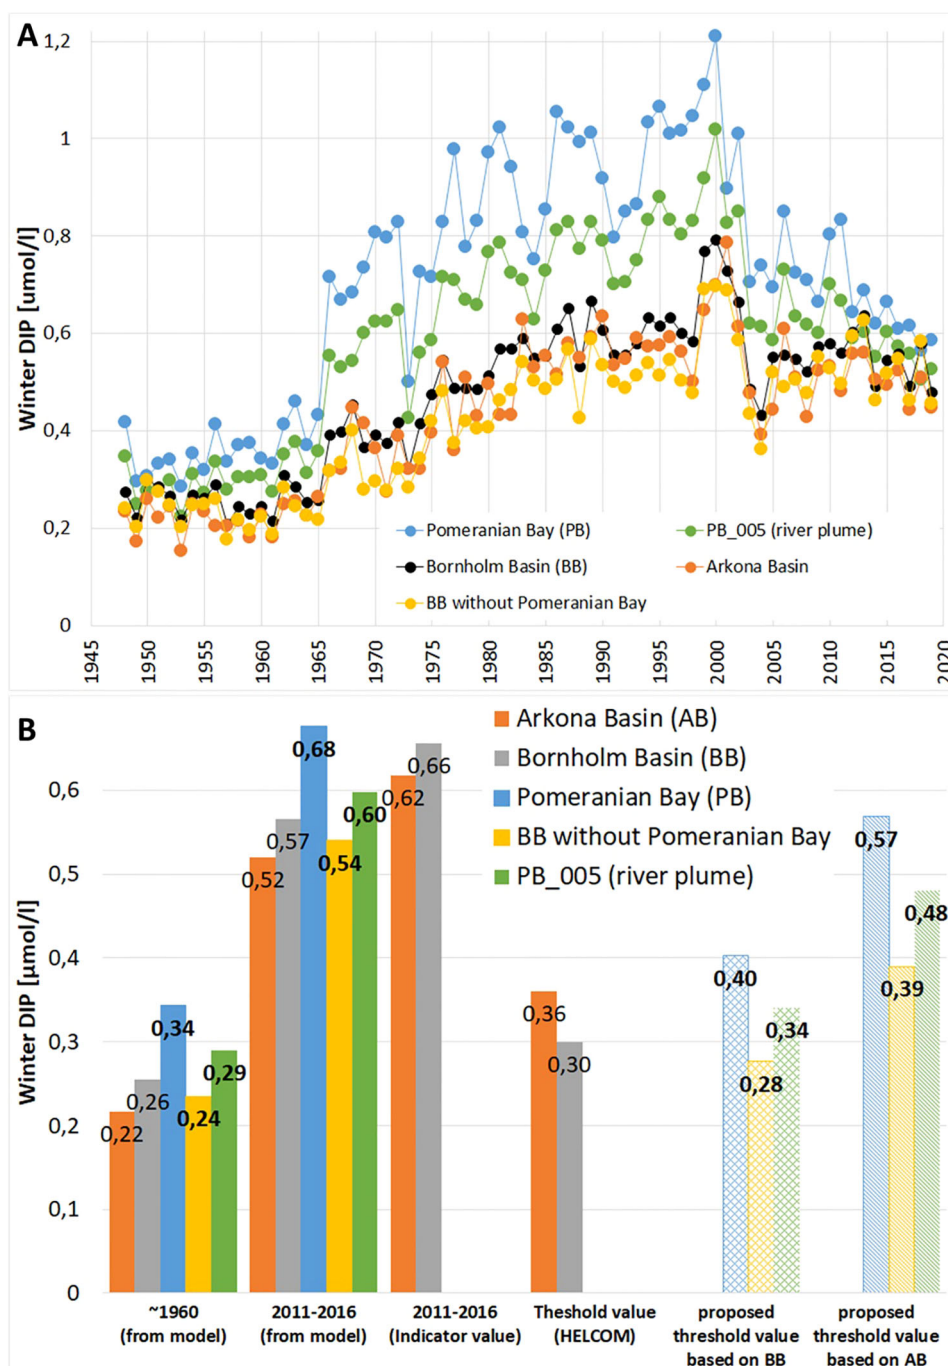 A
1,2
1
0,8
0,6
0,4
0,2
0
Winter DIP [umol/l]
Pomeranian Bay (PB)
PB_005 (river plume)
Bornholm Basin (BB)
Arkona Basin
BB without Pomeranian Bay
1945
1950
1955
1960
1965
1970
1975
1980
1985
1990
1995
2000
2005
2010
2015
2020
B
Arkona Basin (AB)
Bornholm Basin (BB)
Pomeranian Bay (PB)
BB without Pomeranian Bay
PB_005 (river plume)
0,6
0,5
0,4
0,3
0,2
0,1
0
Winter DIP [µmol/l]
0,22
0,26
0,34
0,24
0,29
0,52
0,57
0,68
0,54
0,60
0,62
0,66
0,36
0,30
0,40
0,28
0,34
0,57
0,39
0,48
~1960
(from model)
2011-2016
(from model)
2011-2016
(Indicator value)
Theshold value
(HELCOM)
proposed
threshold value
based on BB
proposed
threshold value
based on AB